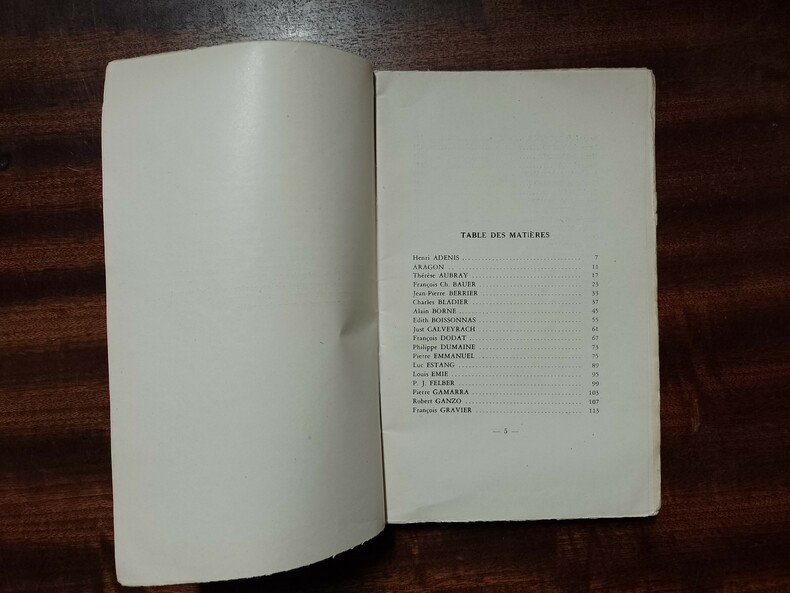 TABLE DES MATIÈRES
Henri ADENIS ........ 7
ARAGON ........ 11
Thérèse AUBRAY ........ 17
François Ch. BAUER ........ 23
Jean-Pierre BERRIER ........ 33
Charles BLADIER ........ 37
Alain BORNE ........ 45
Edith BOISSONNAS ........ 55
Just CALVEYRACH ........ 61
François DODAT ........ 67
Philippe DUMAINE ........ 73
Pierre EMMANUEL ........ 75
Luc ESTANG ........ 89
Louis EMIE ........ 95
P. J. FELBER ........ 99
Pierre GAMARRA ........ 105
Robert GANZO ........ 107
François GRAVIER ........ 113
— 5 —